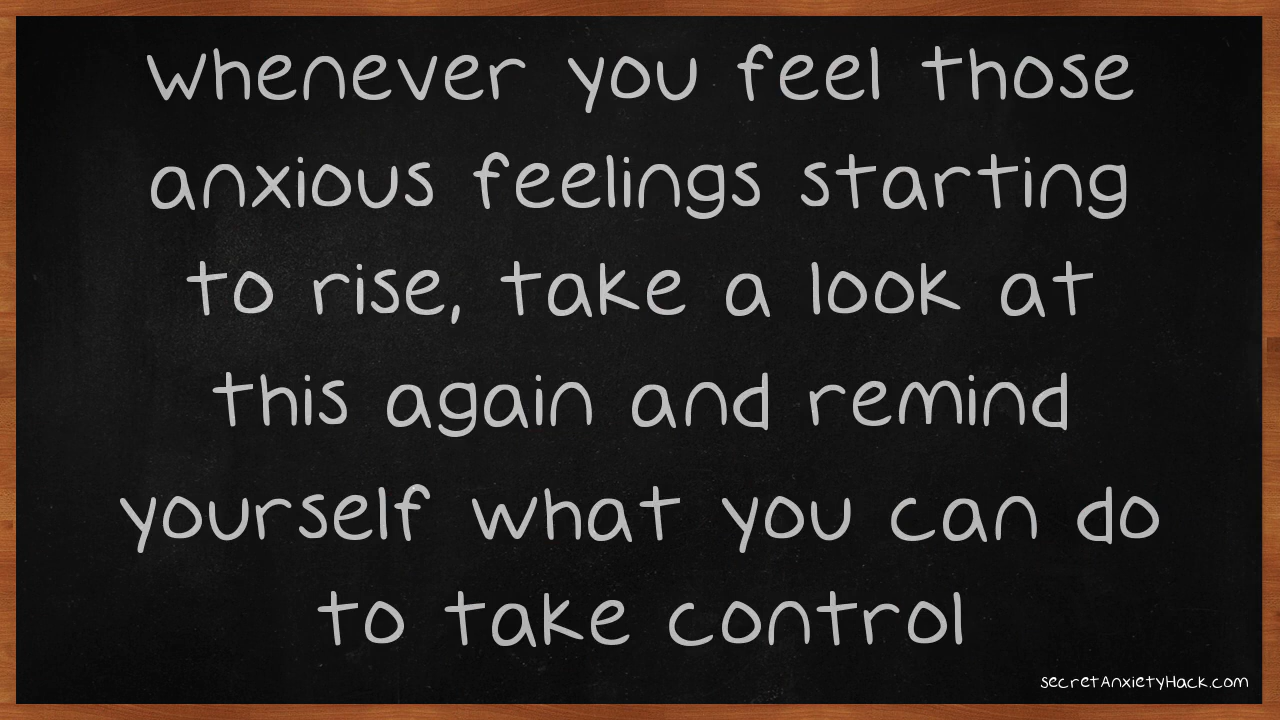 Whenever you feel those
anxious feelings starting
to rise, take a look at
this again and remind
yourself what you can do
to take control
secretAnxietyHack.com